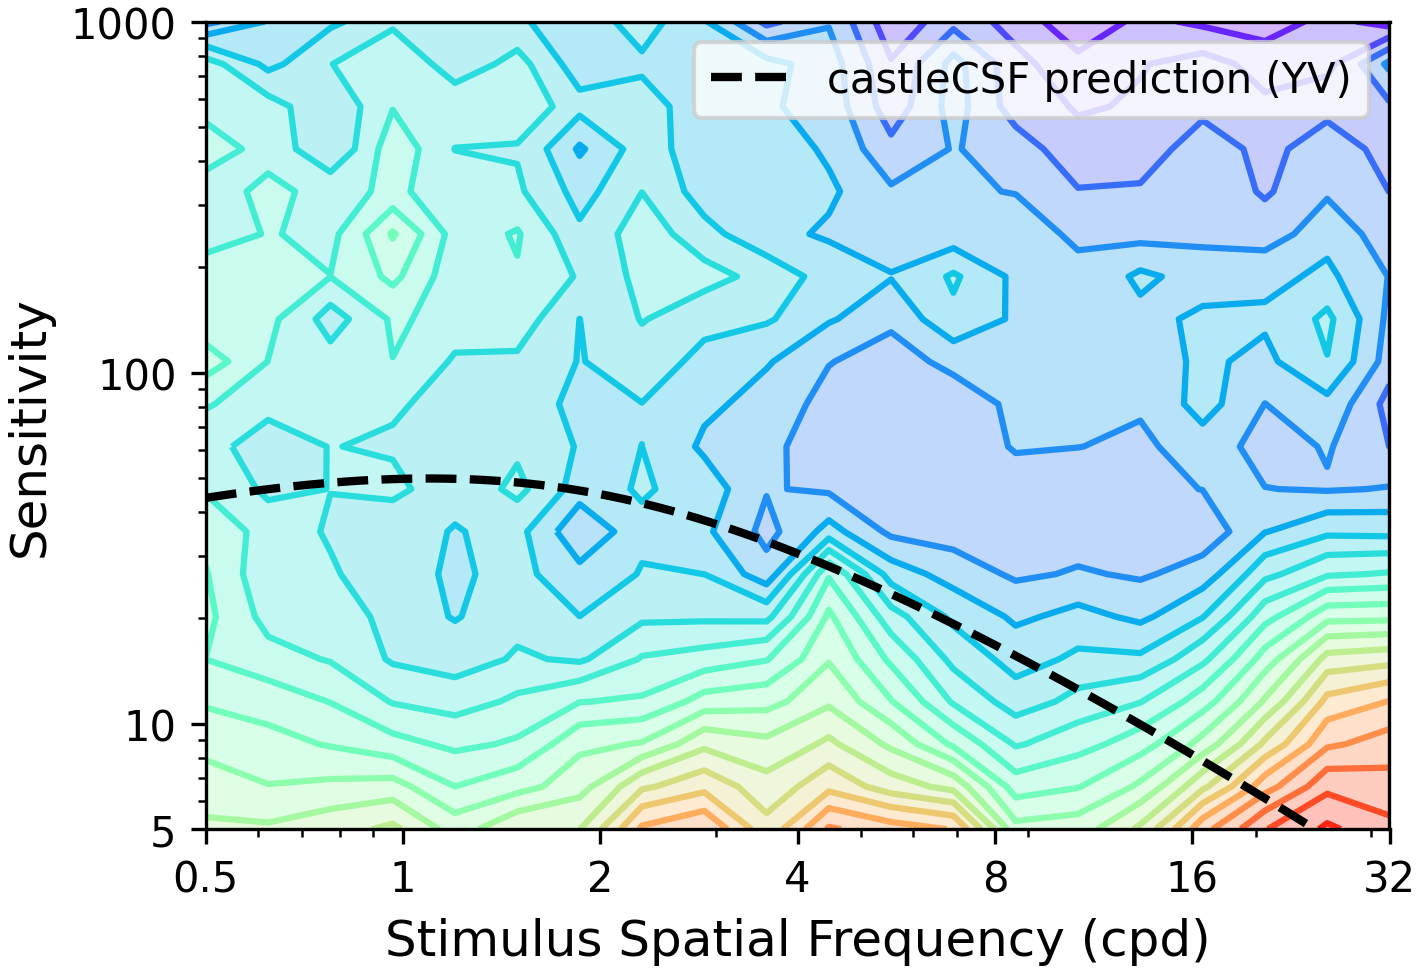 1000
castleCSF prediction (YV)
Sensitivity
100
10
5
0.5 1 2 4 8 16 32
Stimulus Spatial Frequency (cpd)